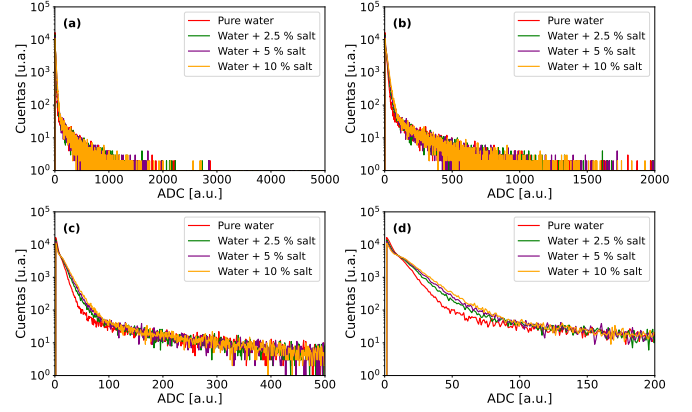 (a)
Pure water
Water + 2.5 % salt
Water + 5 % salt
Water + 10 % salt
Cuentas [u.a.]
10^5
10^4
10^3
10^2
10^1
10^0
0 1000 2000 3000 4000 5000
ADC [a.u.]
(b)
Pure water
Water + 2.5 % salt
Water + 5 % salt
Water + 10 % salt
Cuentas [u.a.]
10^5
10^4
10^3
10^2
10^1
10^0
0 500 1000 1500 2000
ADC [a.u.]
(c)
Pure water
Water + 2.5 % salt
Water + 5 % salt
Water + 10 % salt
Cuentas [u.a.]
10^5
10^4
10^3
10^2
10^1
10^0
0 100 200 300 400 500
ADC [a.u.]
(d)
Pure water
Water + 2.5 % salt
Water + 5 % salt
Water + 10 % salt
Cuentas [u.a.]
10^5
10^4
10^3
10^2
10^1
10^0
0 50 100 150 200
ADC [a.u.]